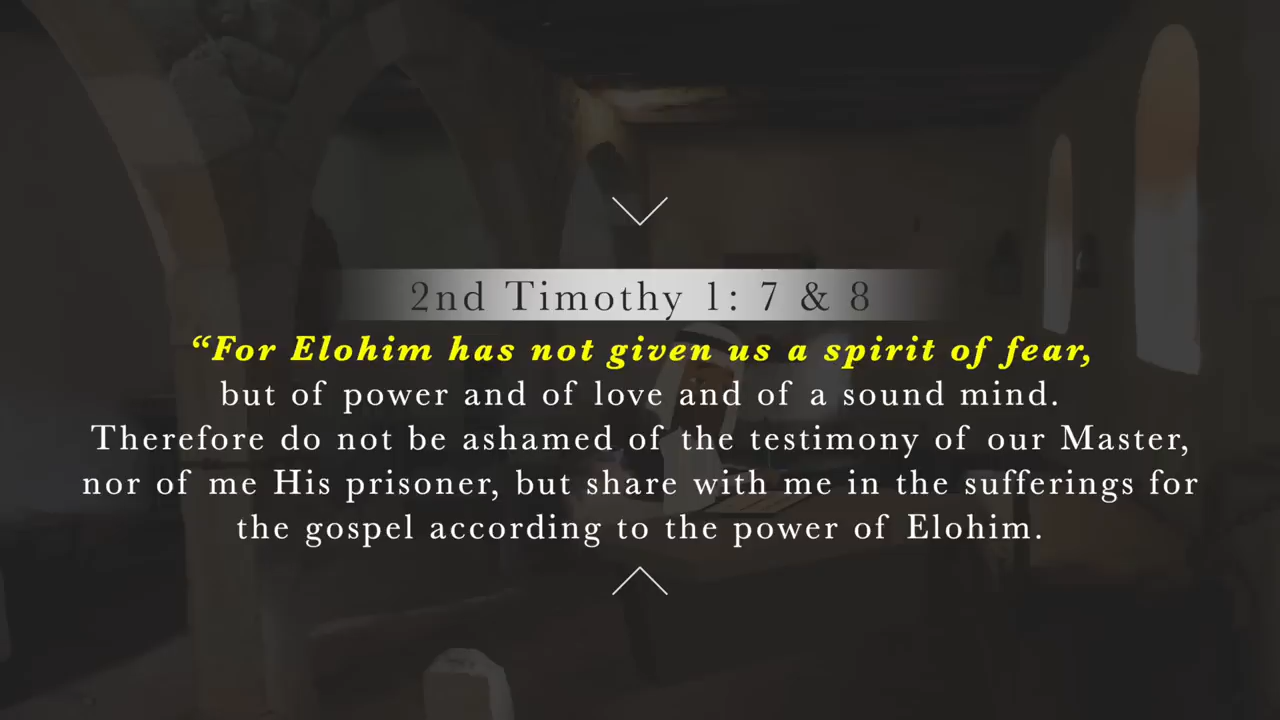 2nd Timothy 1: 7 & 8
“For Elohim has not given us a spirit of fear,
but of power and of love and of a sound mind.
Therefore do not be ashamed of the testimony of our Master,
nor of me His prisoner, but share with me in the sufferings for
the gospel according to the power of Elohim.